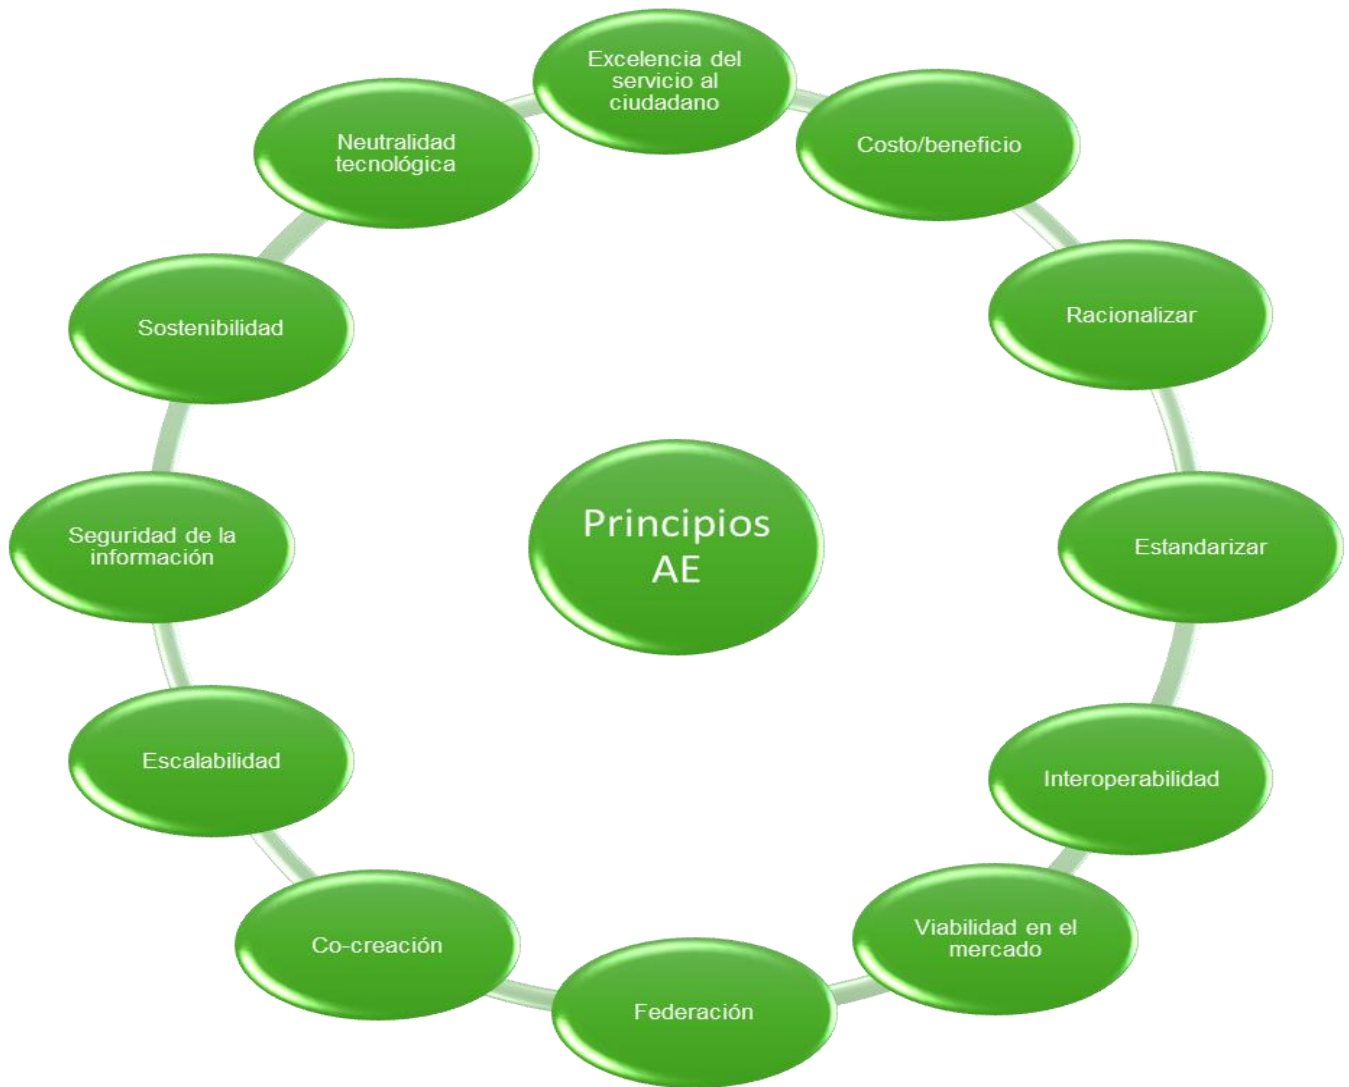 Excelencia del
servicio al
ciudadano
Costo/beneficio
Racionalizar
Estandarizar
Interoperabilidad
Viabilidad en el
mercado
Federación
Co-creación
Escalabilidad
Seguridad de la
información
Sostenibilidad
Neutralidad
tecnológica
Principios
AE